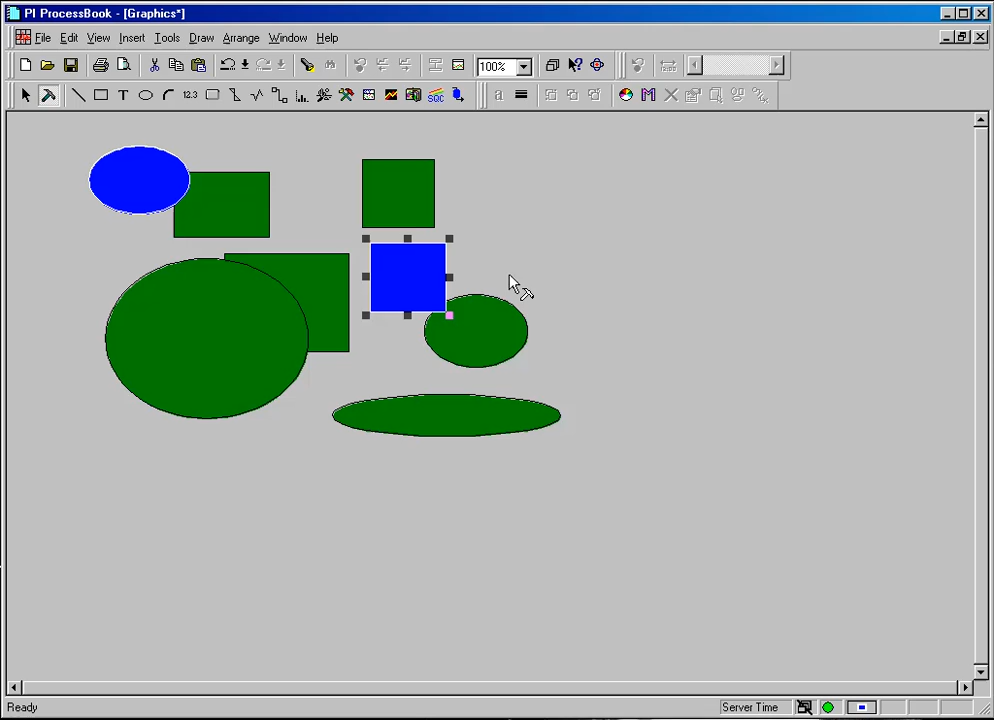 PI ProcessBook - [Graphics*]
File Edit View Insert Tools Draw Arrange Window Help
100%
T 12.3 SQC a M
Ready
Server Time